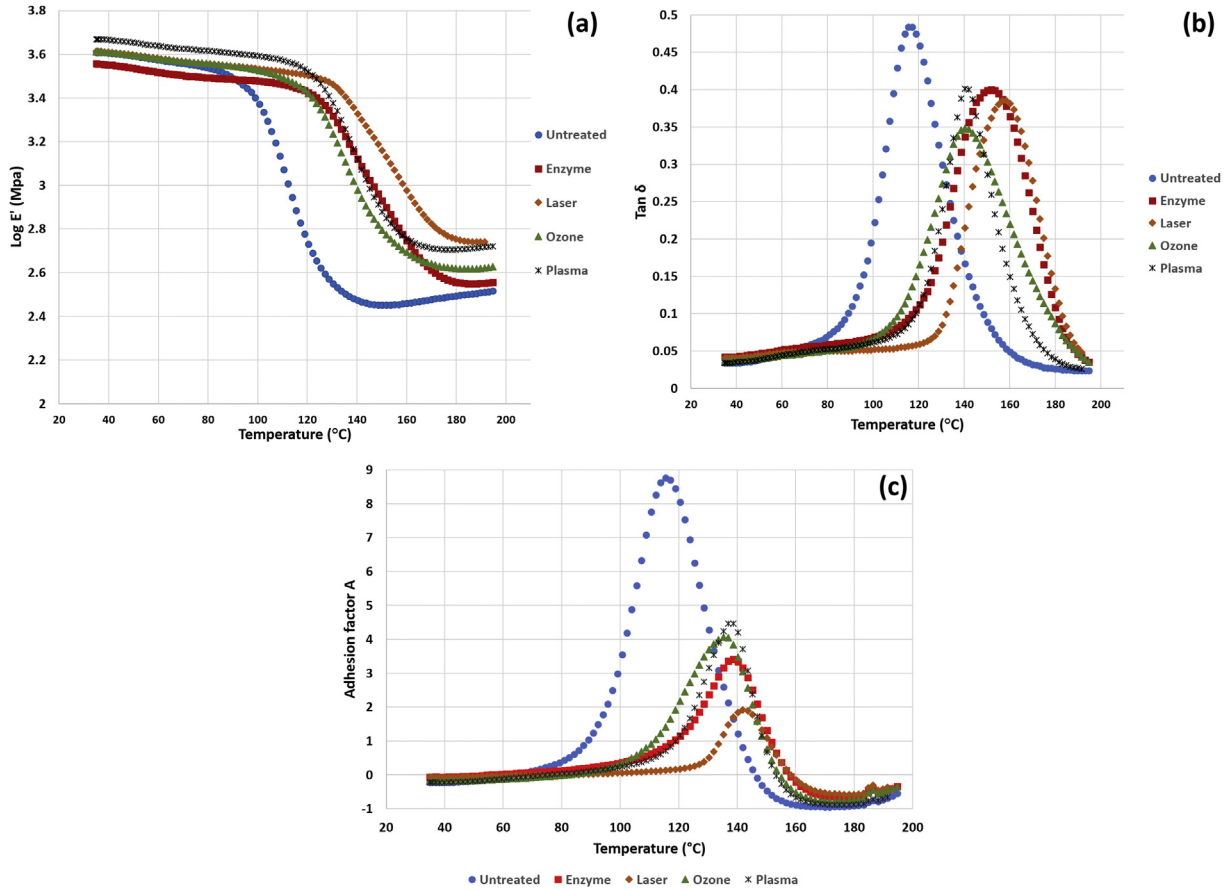 (a)
Log E' (Mpa)
3.8
3.6
3.4
3.2
3
2.8
2.6
2.4
2.2
2
20 40 60 80 100 120 140 160 180 200
Temperature (°C)
Untreated
Enzyme
Laser
Ozone
Plasma
(b)
Tan δ
0.5
0.45
0.4
0.35
0.3
0.25
0.2
0.15
0.1
0.05
0
20 40 60 80 100 120 140 160 180 200
Temperature (°C)
Untreated
Enzyme
Laser
Ozone
Plasma
(c)
Adhesion factor A
9
8
7
6
5
4
3
2
1
0
-1
20 40 60 80 100 120 140 160 180 200
Temperature (°C)
Untreated Enzyme Laser Ozone Plasma